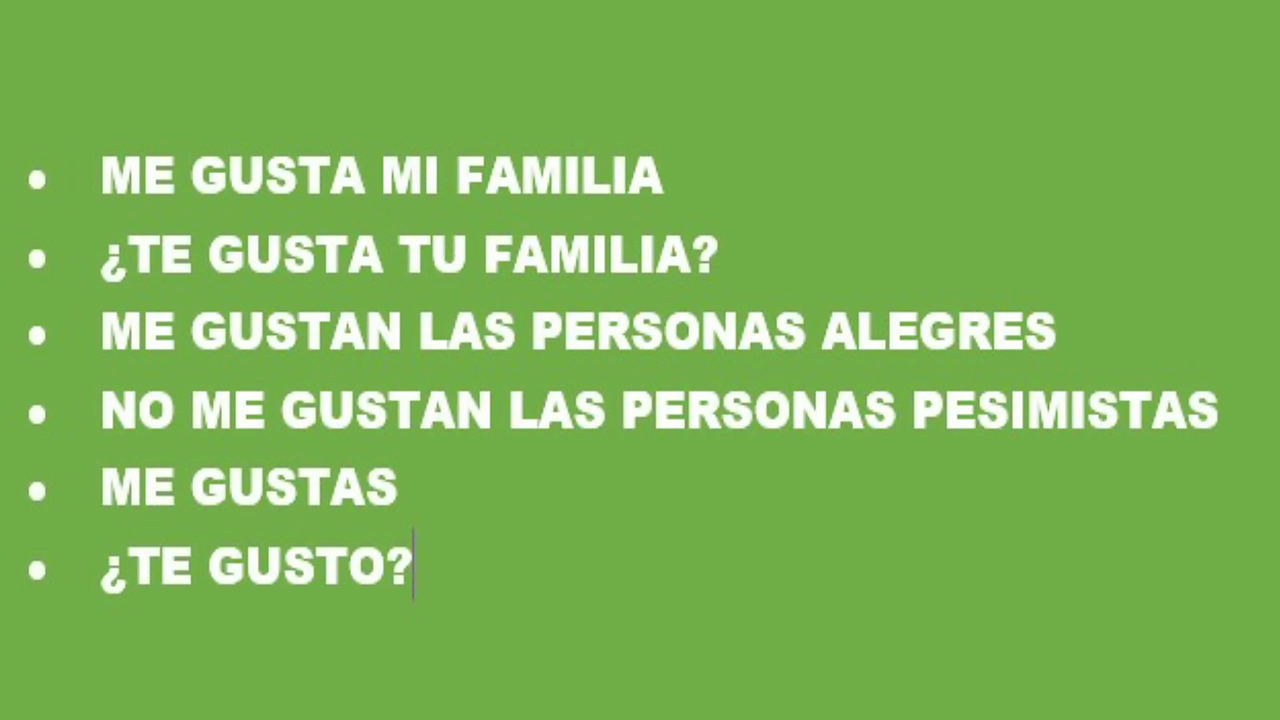 • ME GUSTA MI FAMILIA
• ¿TE GUSTA TU FAMILIA?
• ME GUSTAN LAS PERSONAS ALEGRES
• NO ME GUSTAN LAS PERSONAS PESIMISTAS
• ME GUSTAS
• ¿TE GUSTO?